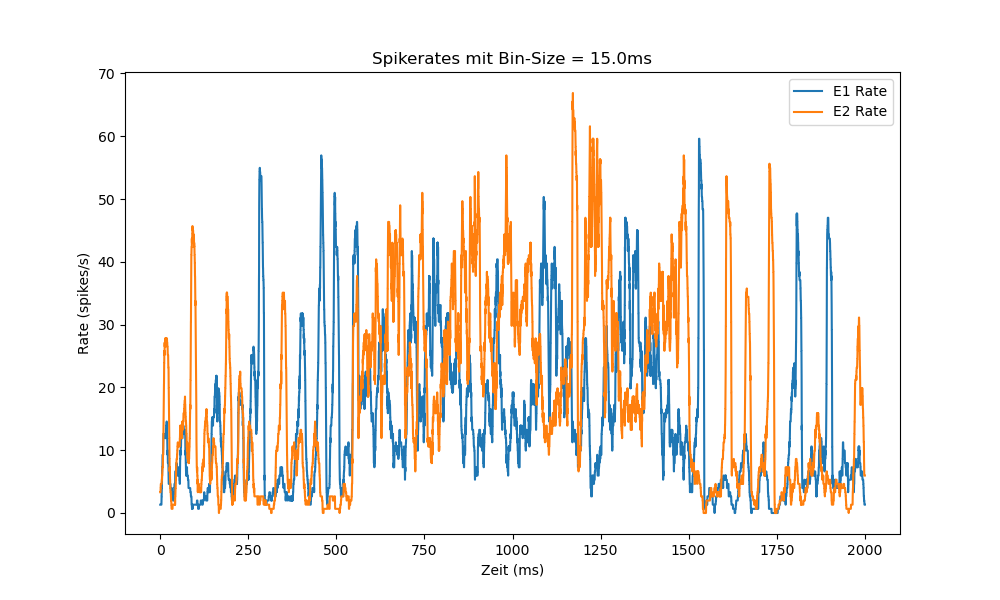 Spikerates mit Bin-Size = 15.0ms
E1 Rate
E2 Rate
Rate (spikes/s)
70
60
50
40
30
20
10
0
0 250 500 750 1000 1250 1500 1750 2000
Zeit (ms)